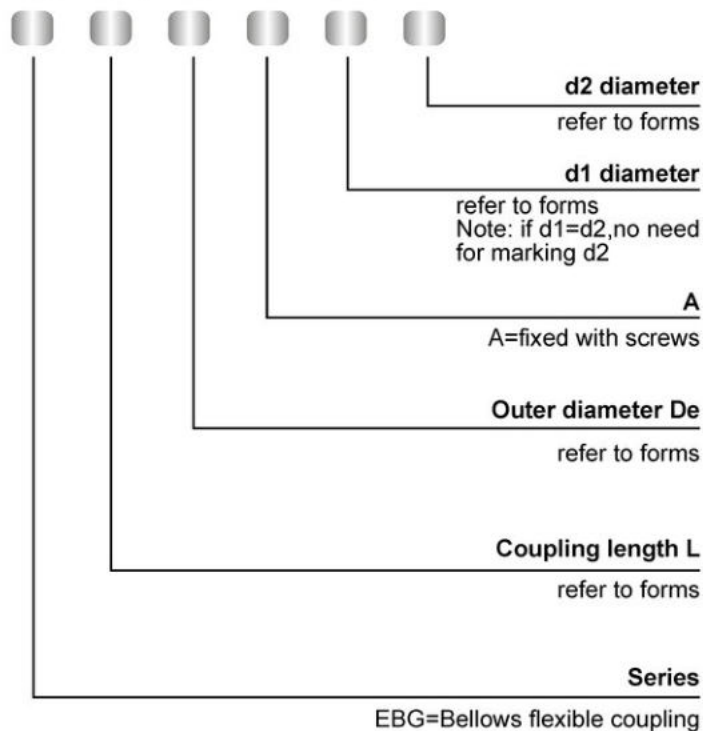 d2 diameter
refer to forms
d1 diameter
refer to forms
Note: if d1=d2,no need
for marking d2
A
A=fixed with screws
Outer diameter De
refer to forms
Coupling length L
refer to forms
Series
EBG=Bellows flexible coupling